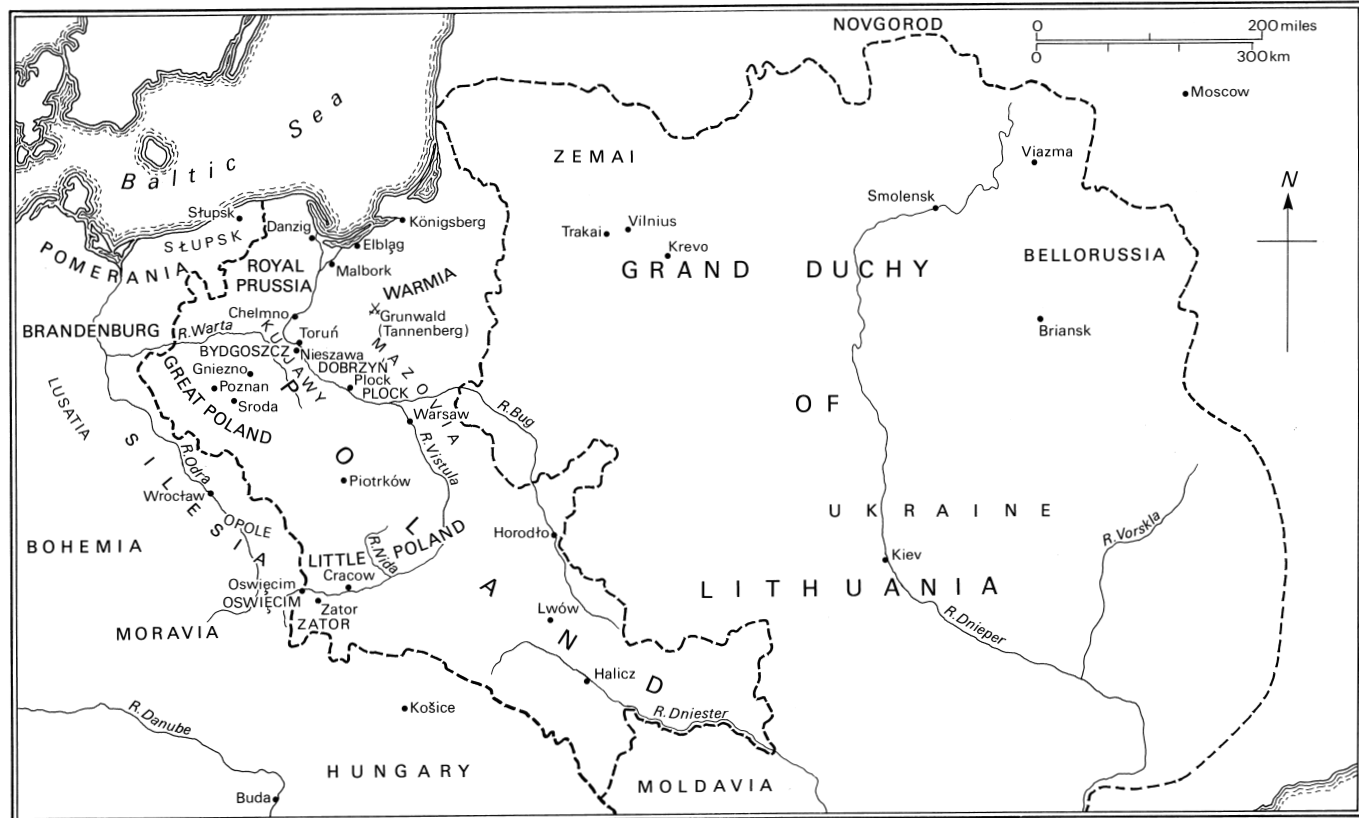 NOVGOROD
0 200 miles
0 300 km
Moscow
Baltic Sea
ZEMAI
Viazma
N
Smolensk
Słupsk
SŁUPSK
Danzig
Königsberg
Elbląg
Vilnius
Trakai
Krevo
POMERANIA
ROYAL
PRUSSIA
Malbork
WARMIA
GRAND DUCHY
BELLORUSSIA
Chelmno
Grunwald
(Tannenberg)
Briansk
BRANDENBURG
R.Warta
KUJAWY
Toruń
BYDGOSZCZ
Nieszawa
MAZOVIA
DOBRZYŃ
Gniezno
Plock
PLOCK
GREAT POLAND
Poznan
Sroda
LUSATIA
Warsaw
R.Bug
OF
POLAND
SILESIA
R.Odra
R.Vistula
Piotrków
Wrocław
OPOLE
UKRAINE
R.Vorskla
BOHEMIA
Horodło
LITTLE POLAND
R.Nida
Kiev
Cracow
Oswięcim
OSWIĘCIM
LITHUANIA
Zator
ZATOR
Lwów
R.Dnieper
MORAVIA
Halicz
R.Danube
Košice
R.Dniester
HUNGARY
MOLDAVIA
Buda